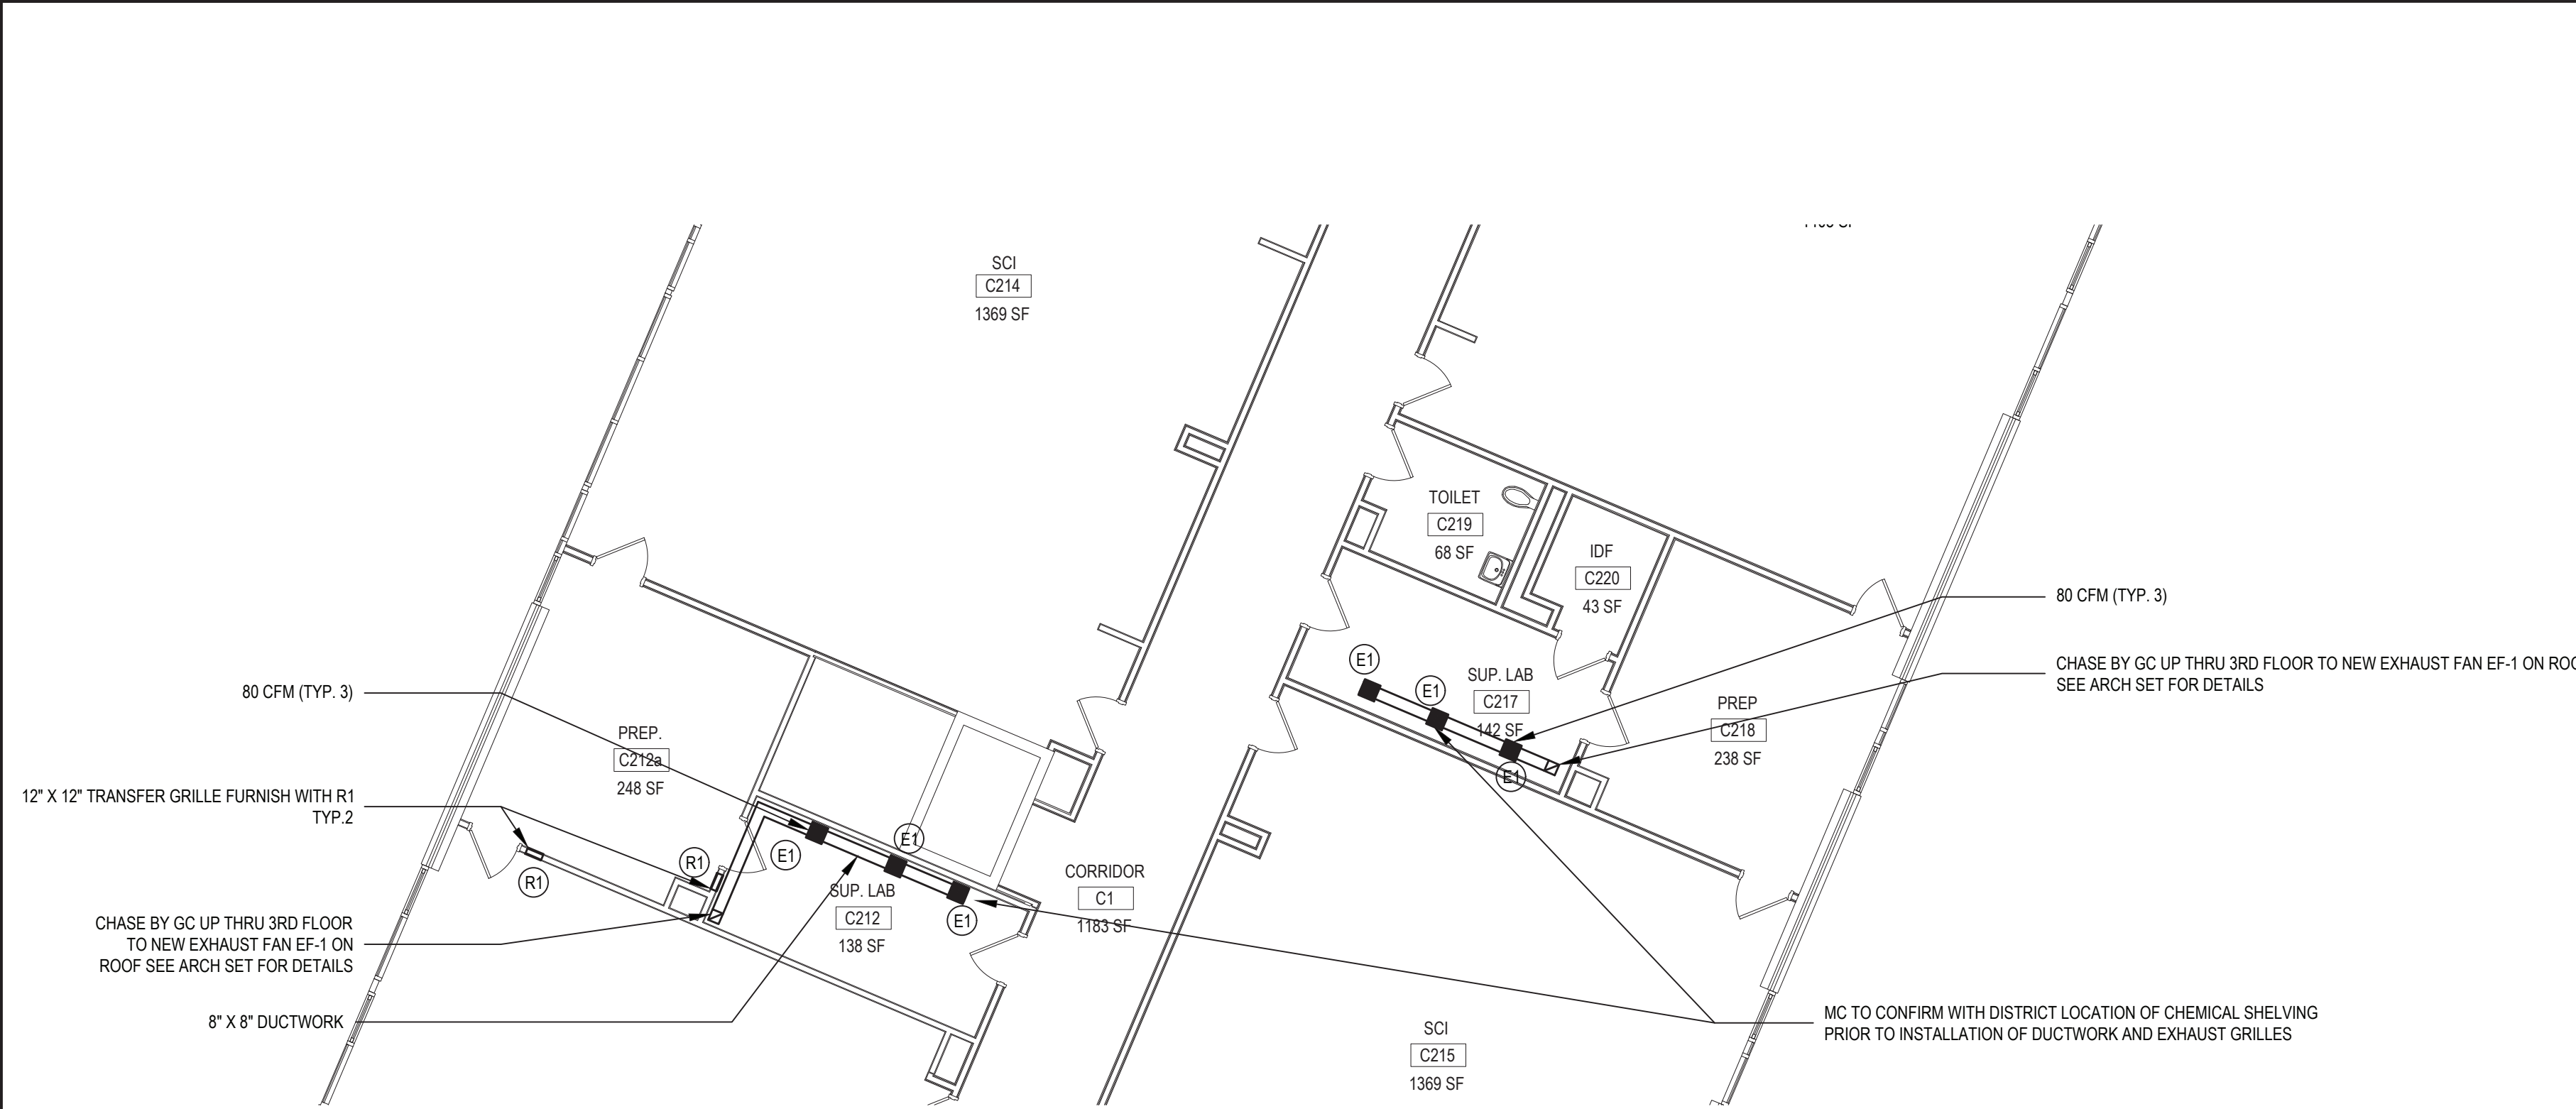 SCI
C214
1369 SF
TOILET
C219
68 SF
IDF
C220
43 SF
80 CFM (TYP. 3)
CHASE BY GC UP THRU 3RD FLOOR TO NEW EXHAUST FAN EF-1 ON
SEE ARCH SET FOR DETAILS
E1
E1
E1
SUP. LAB
C217
142 SF
PREP
C218
238 SF
80 CFM (TYP. 3)
PREP.
C212a
248 SF
12" X 12" TRANSFER GRILLE FURNISH WITH R1
TYP.2
R1
R1
E1
E1
E1
SUP. LAB
C212
138 SF
CORRIDOR
C1
1183 SF
CHASE BY GC UP THRU 3RD FLOOR
TO NEW EXHAUST FAN EF-1 ON
ROOF SEE ARCH SET FOR DETAILS
8" X 8" DUCTWORK
MC TO CONFIRM WITH DISTRICT LOCATION OF CHEMICAL SHELVING
PRIOR TO INSTALLATION OF DUCTWORK AND EXHAUST GRILLES
SCI
C215
1369 SF